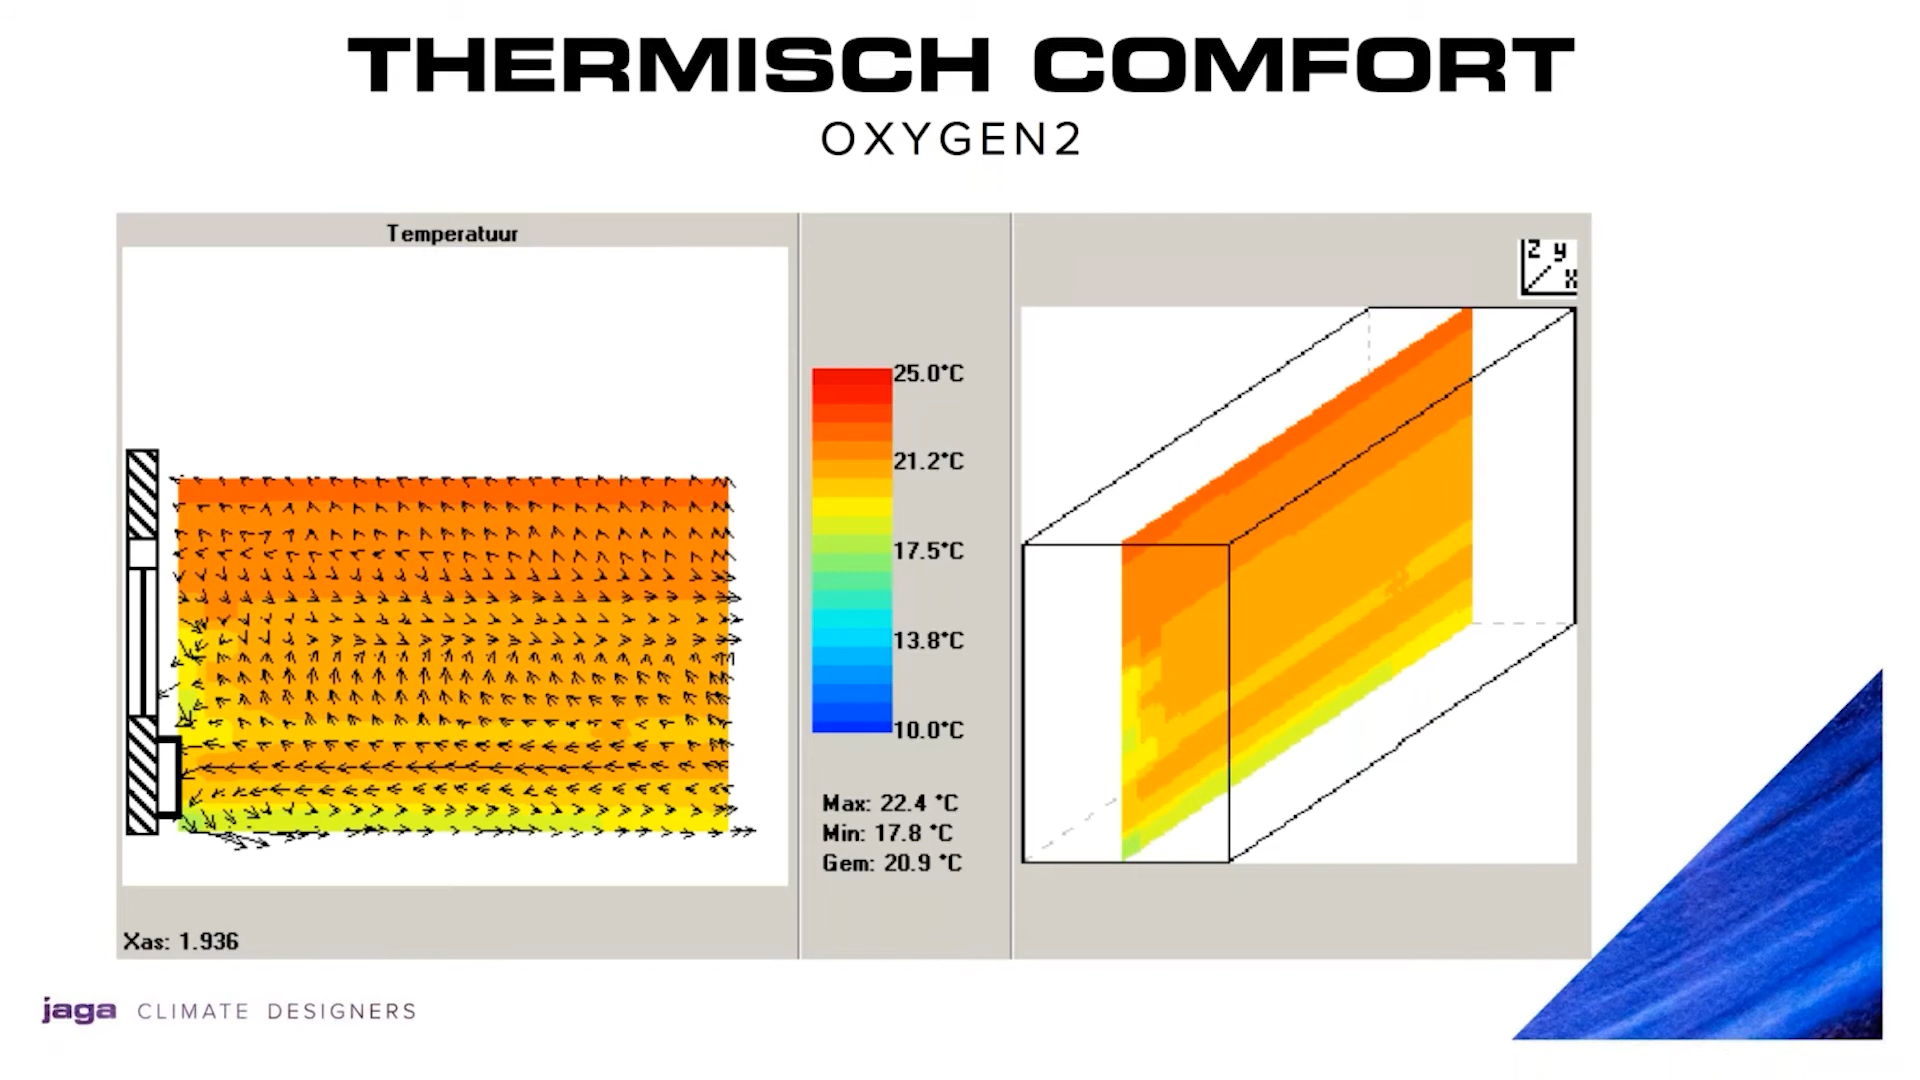 THERMISCH COMFORT
OXYGEN2
Temperatuur
Z y
X
25.0°C
21.2°C
17.5°C
13.8°C
10.0°C
Max: 22.4 °C
Min: 17.8 °C
Gem: 20.9 °C
Xas: 1.936
jaga CLIMATE DESIGNERS